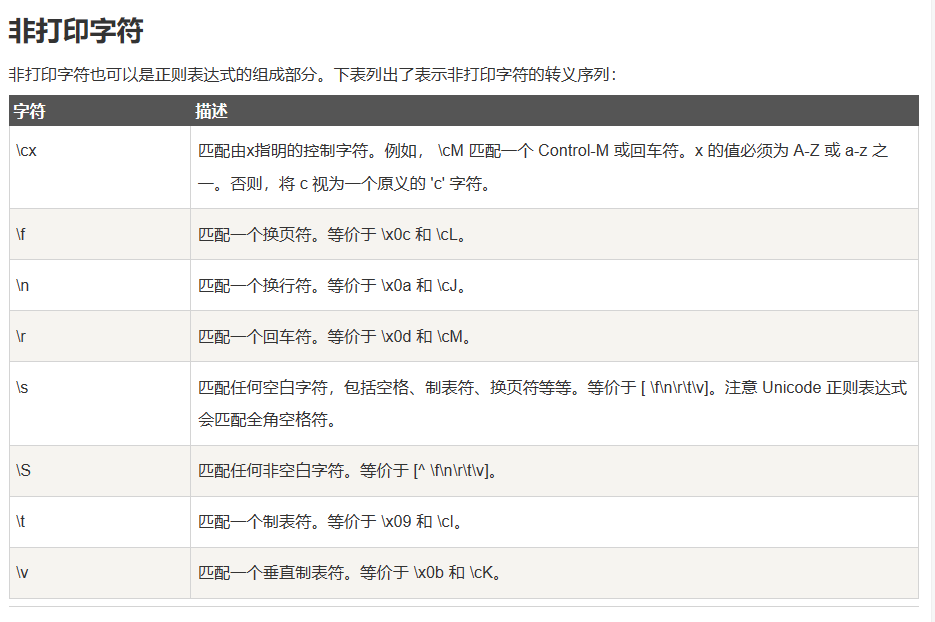 非打印字符
非打印字符也可以是正则表达式的组成部分。下表列出了表示非打印字符的转义序列：
字符 描述
\cx 匹配由x指明的控制字符。例如， \cM 匹配一个 Control-M 或回车符。x 的值必须为 A-Z 或 a-z 之
一。否则，将 c 视为一个原义的 'c' 字符。
\f 匹配一个换页符。等价于 \x0c 和 \cL。
\n 匹配一个换行符。等价于 \x0a 和 \cJ。
\r 匹配一个回车符。等价于 \x0d 和 \cM。
\s 匹配任何空白字符，包括空格、制表符、换页符等等。等价于 [ \f\n\r\t\v]。注意 Unicode 正则表达式
会匹配全角空格符。
\S 匹配任何非空白字符。等价于 [^ \f\n\r\t\v]。
\t 匹配一个制表符。等价于 \x09 和 \cI。
\v 匹配一个垂直制表符。等价于 \x0b 和 \cK。